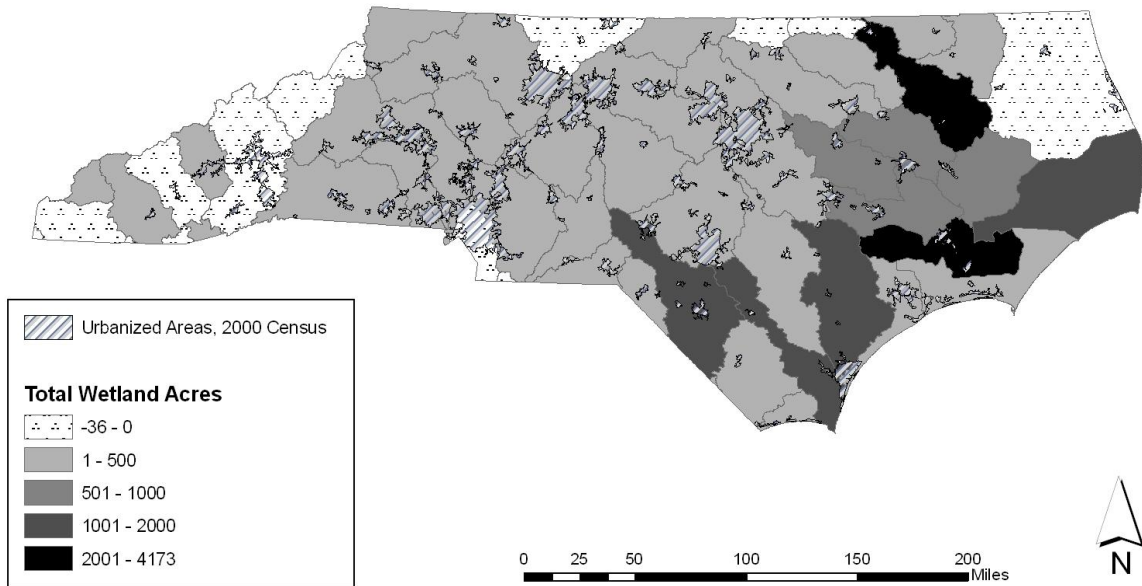 Urbanized Areas, 2000 Census
Total Wetland Acres
-36 - 0
1 - 500
501 - 1000
1001 - 2000
2001 - 4173
0 25 50 100 150 200
Miles
N